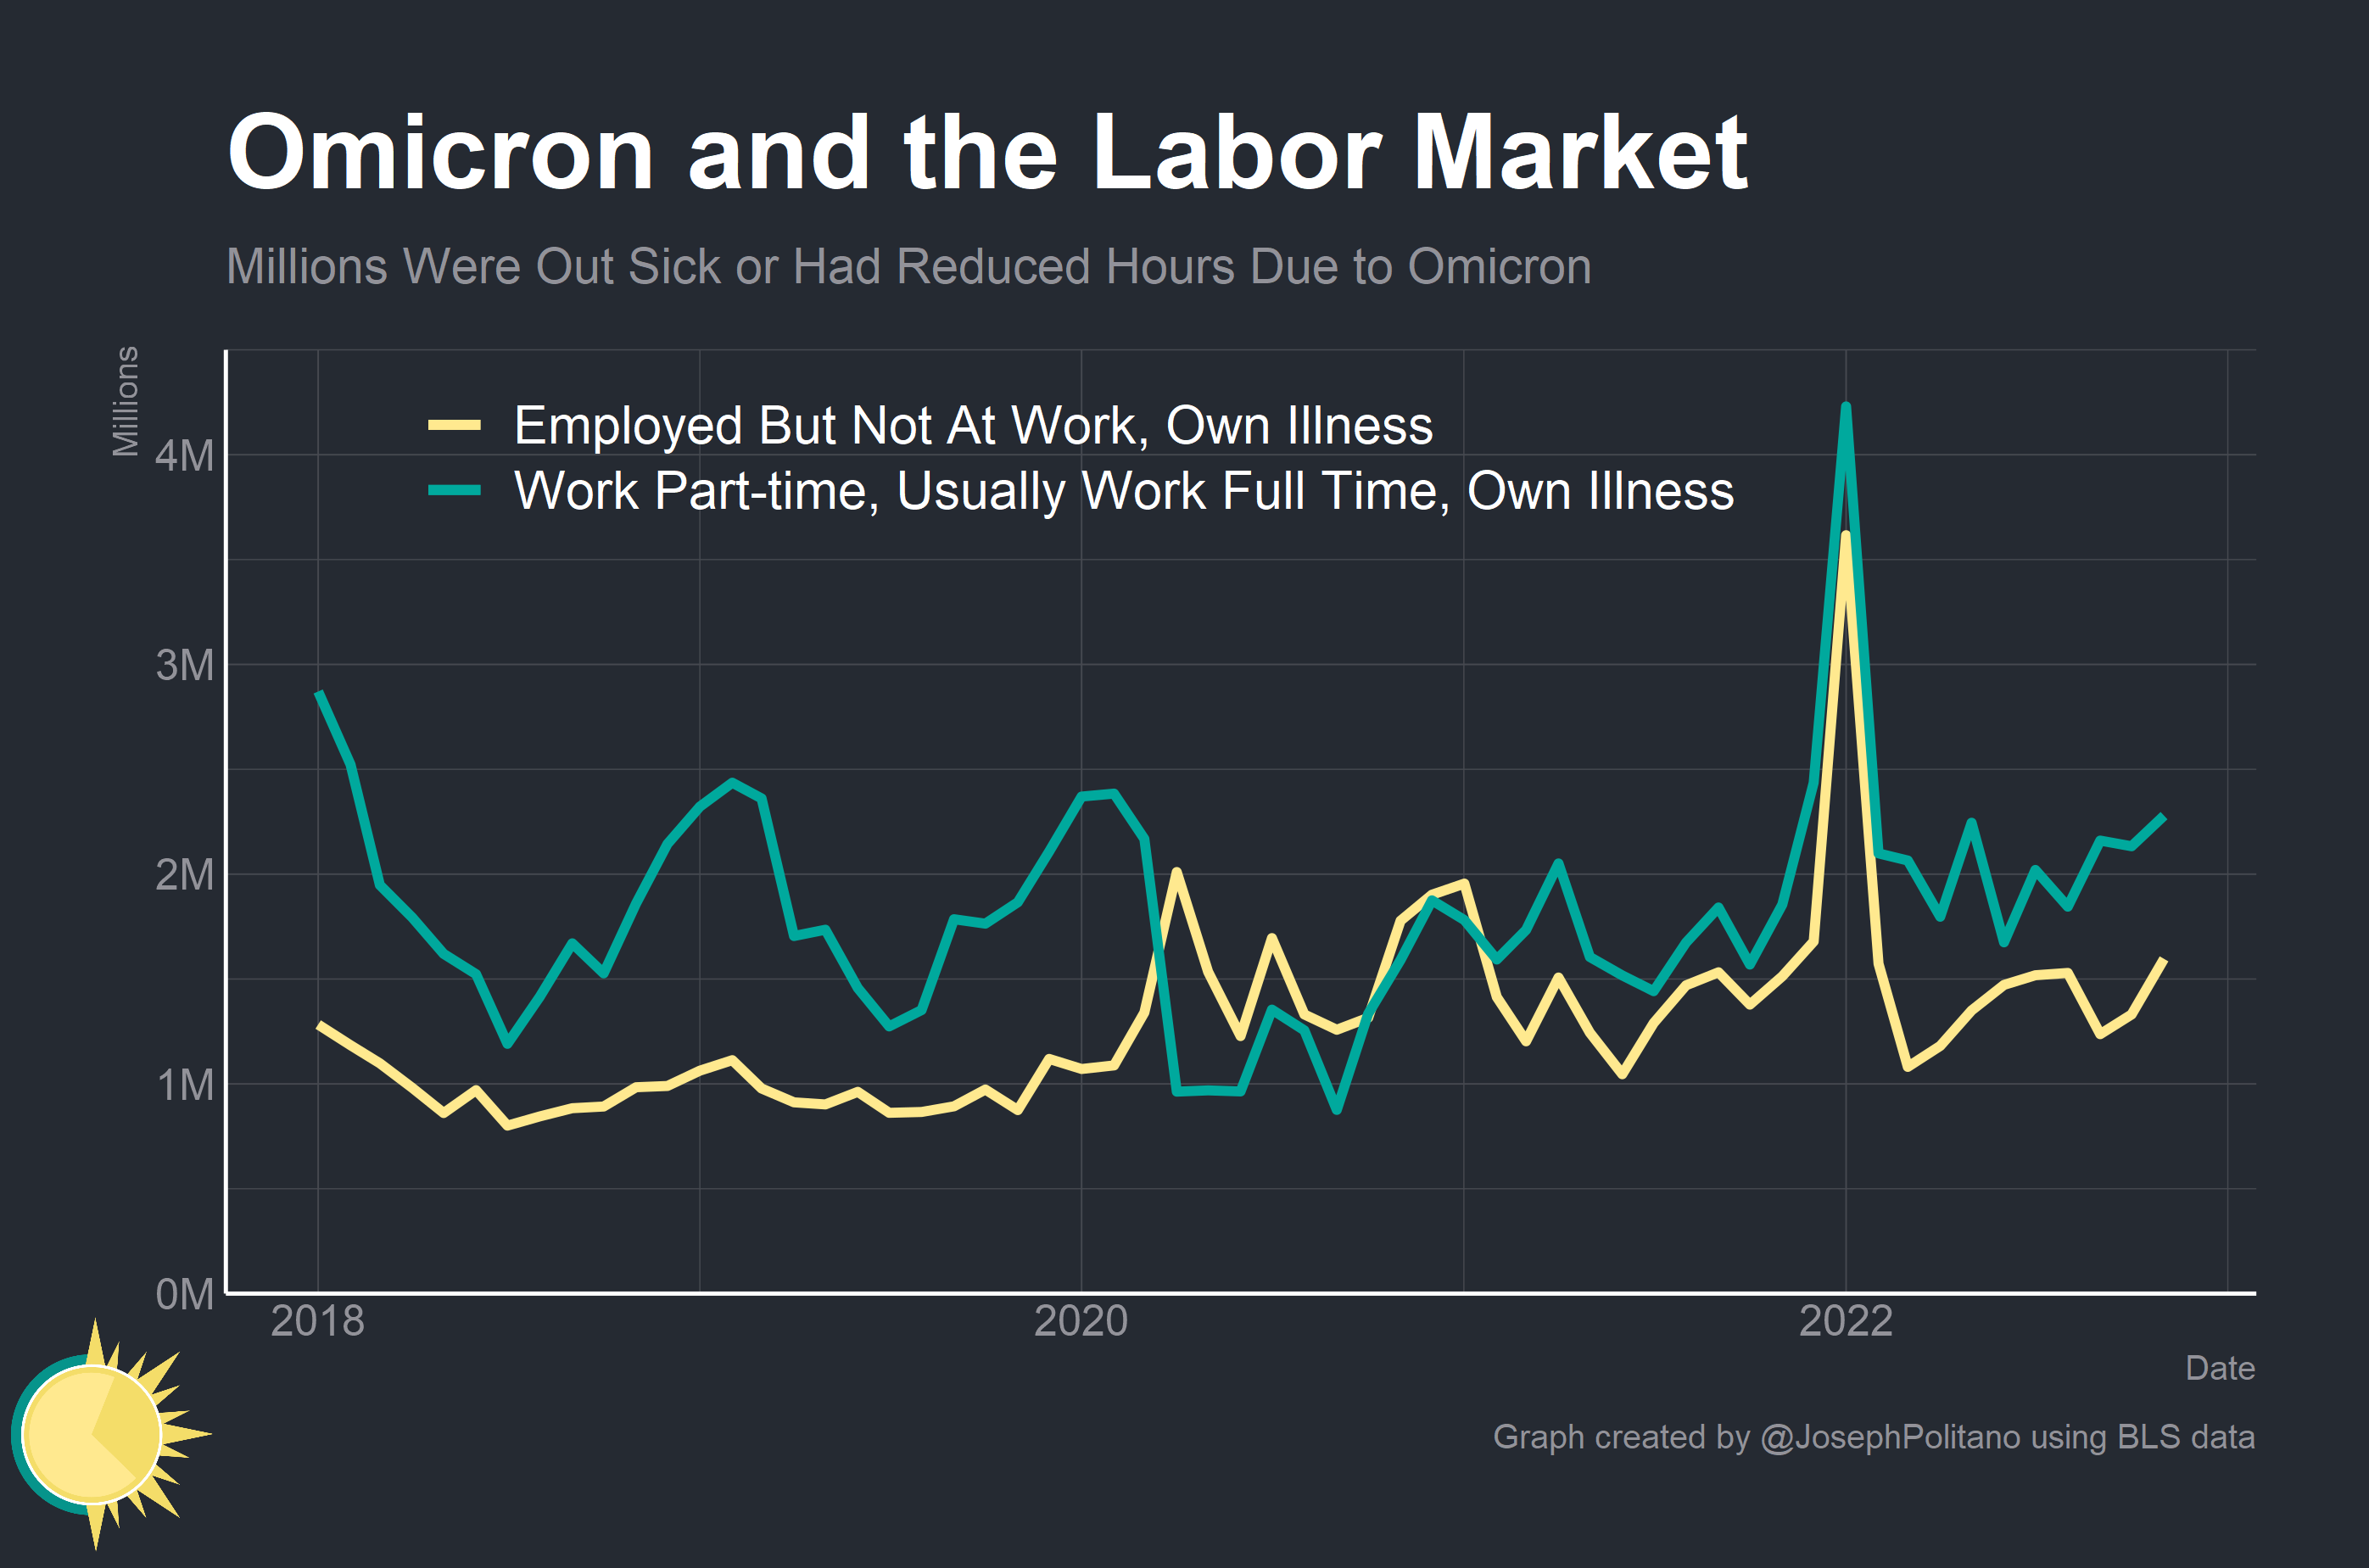 Omicron and the Labor Market
Millions Were Out Sick or Had Reduced Hours Due to Omicron
Millions
Employed But Not At Work, Own Illness
Work Part-time, Usually Work Full Time, Own Illness
4M
3M
2M
1M
0M
2018
2020
2022
Date
Graph created by @JosephPolitano using BLS data